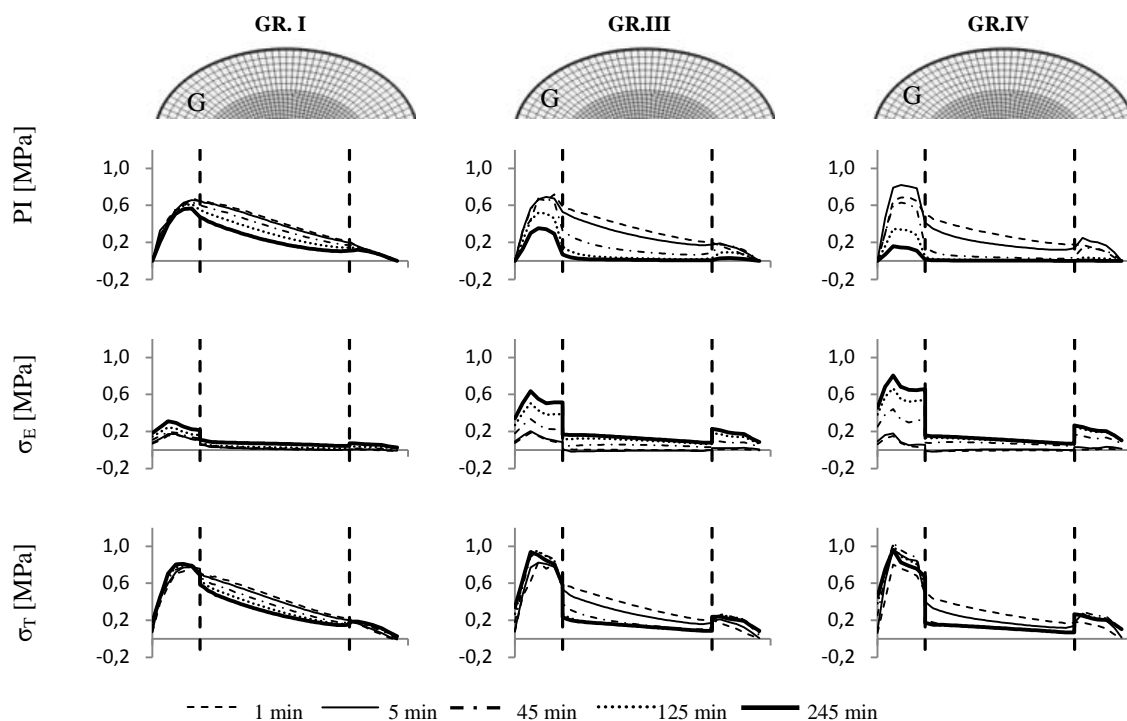 GR. I GR.III GR.IV
G G G
PI [MPa]
1,0 1,0 1,0
0,6 0,6 0,6
0,2 0,2 0,2
-0,2 -0,2 -0,2
σE [MPa]
1,0 1,0 1,0
0,6 0,6 0,6
0,2 0,2 0,2
-0,2 -0,2 -0,2
σT [MPa]
1,0 1,0 1,0
0,6 0,6 0,6
0,2 0,2 0,2
-0,2 -0,2 -0,2
1 min 5 min 45 min 125 min 245 min